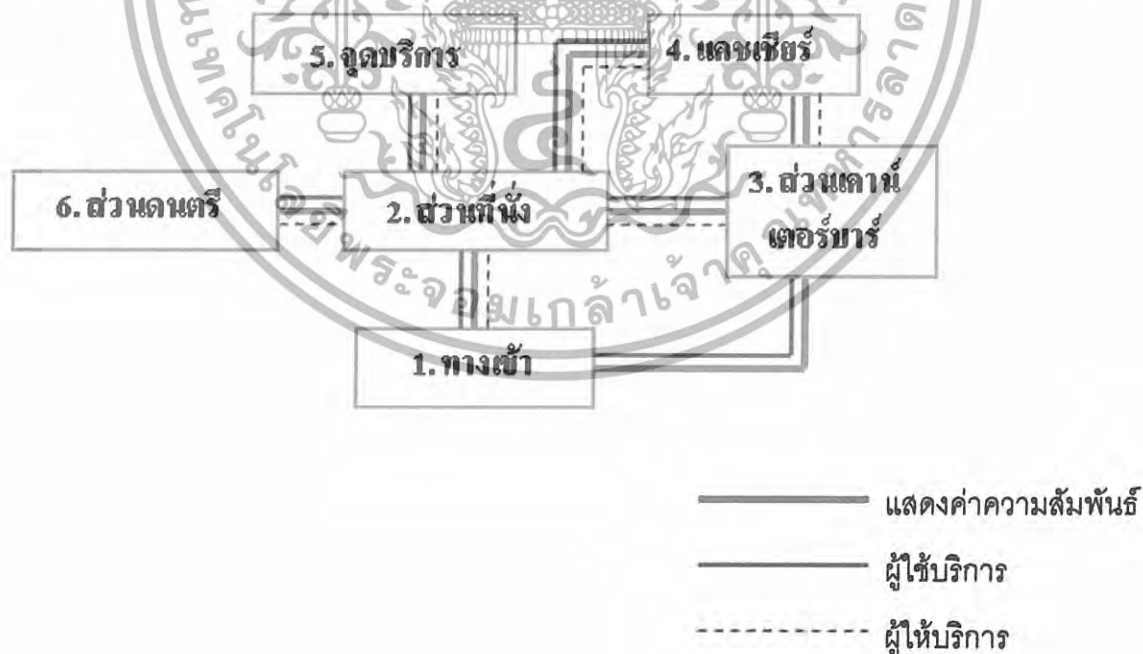 5. จุดบริการ
4. แคชเชียร์
6. ส่วนดนตรี
2. ส่วนที่นั่ง
3. ส่วนเคาน์
เตอร์บาร์
1. ทางเข้า
แสดงค่าความสัมพันธ์
ผู้ใช้บริการ
ผู้ให้บริการ